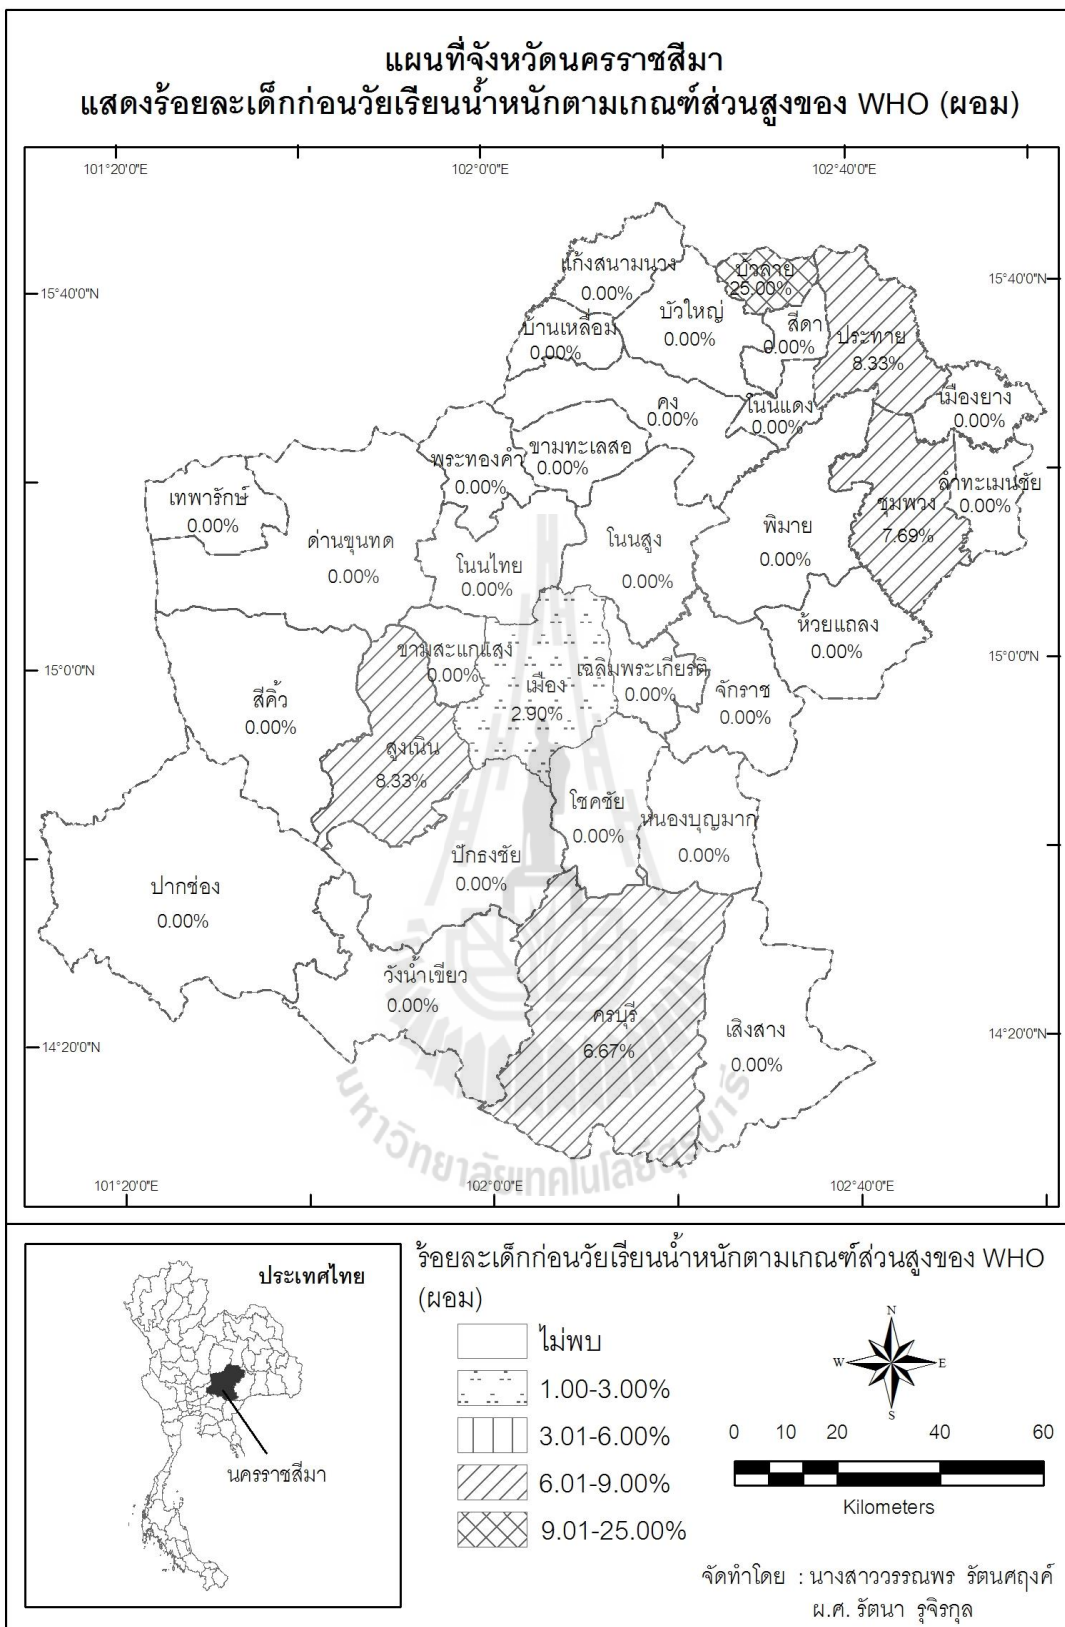 แผนที่จังหวัดนครราชสีมา
แสดงร้อยละเด็กก่อนวัยเรียนน้ำหนักตามเกณฑ์ส่วนสูงของ WHO (ผอม)
101°20'0"E 102°0'0"E 102°40'0"E
15°40'0"N 15°40'0"N
แก้งสนามนาง
0.00%
บัวลาย
25.00%
บัวใหญ่
0.00%
สีดา
0.00%
บ้านเหลื่อม
0.00%
ประทาย
8.33%
เมืองยาง
0.00%
คง
0.00%
โนนแดง
0.00%
ขามทะเลสอ
0.00%
พระทองคำ
0.00%
เทพารักษ์
0.00%
ด่านขุนทด
0.00%
โนนไทย
0.00%
โนนสูง
0.00%
พิมาย
0.00%
ชุมพวง
7.69%
ลำทะเมนชัย
0.00%
ห้วยแถลง
0.00%
15°0'0"N 15°0'0"N
ขามสะแกแสง
0.00%
เมือง
2.90%
เฉลิมพระเกียรติ
0.00%
จักราช
0.00%
สีคิ้ว
0.00%
สูงเนิน
8.33%
โชคชัย
0.00%
หนองบุญมาก
0.00%
ปักธงชัย
0.00%
ปากช่อง
0.00%
วังน้ำเขียว
0.00%
ครบุรี
6.67%
เสิงสาง
0.00%
14°20'0"N 14°20'0"N
มหาวิทยาลัยเทคโนโลยีสุรนารี
101°20'0"E 102°0'0"E 102°40'0"E
ประเทศไทย
นครราชสีมา
ร้อยละเด็กก่อนวัยเรียนน้ำหนักตามเกณฑ์ส่วนสูงของ WHO
(ผอม)
ไม่พบ
1.00-3.00%
3.01-6.00%
6.01-9.00%
9.01-25.00%
N
W E
S
0 10 20 40 60
Kilometers
จัดทำโดย : นางสาววรรณพร รัตนศฤงค์
ผ.ศ. รัตนา รุจิรกุล